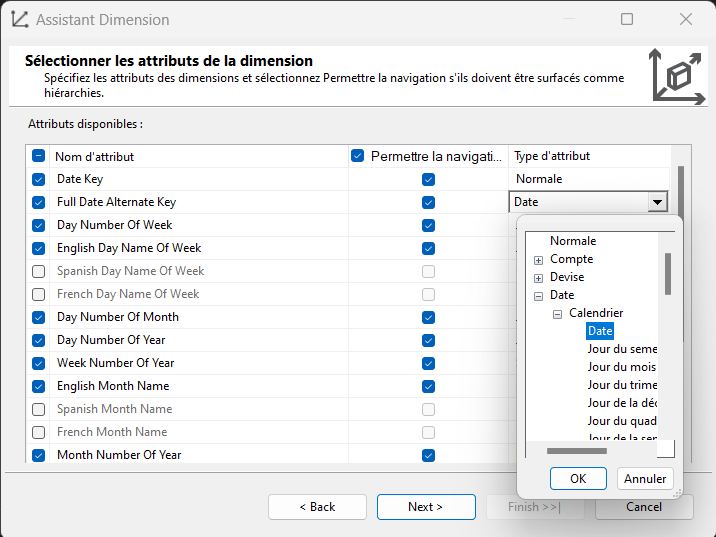 Assistant Dimension
Sélectionner les attributs de la dimension
Spécifiez les attributs des dimensions et sélectionnez Permettre la navigation s'ils doivent être surfacés comme
hiérarchies.
Attributs disponibles :
Nom d'attribut Permettre la navigati... Type d'attribut
Date Key Normale
Full Date Alternate Key Date
Day Number Of Week
English Day Name Of Week
Spanish Day Name Of Week
French Day Name Of Week
Day Number Of Month
Day Number Of Year
Week Number Of Year
English Month Name
Spanish Month Name
French Month Name
Month Number Of Year
Normale
Compte
Devise
Date
Calendrier
Date
Jour du seme
Jour du mois
Jour du trime
Jour de la déc
Jour du quad
Jour de la sem
OK Annuler
< Back Next > Finish >>| Cancel